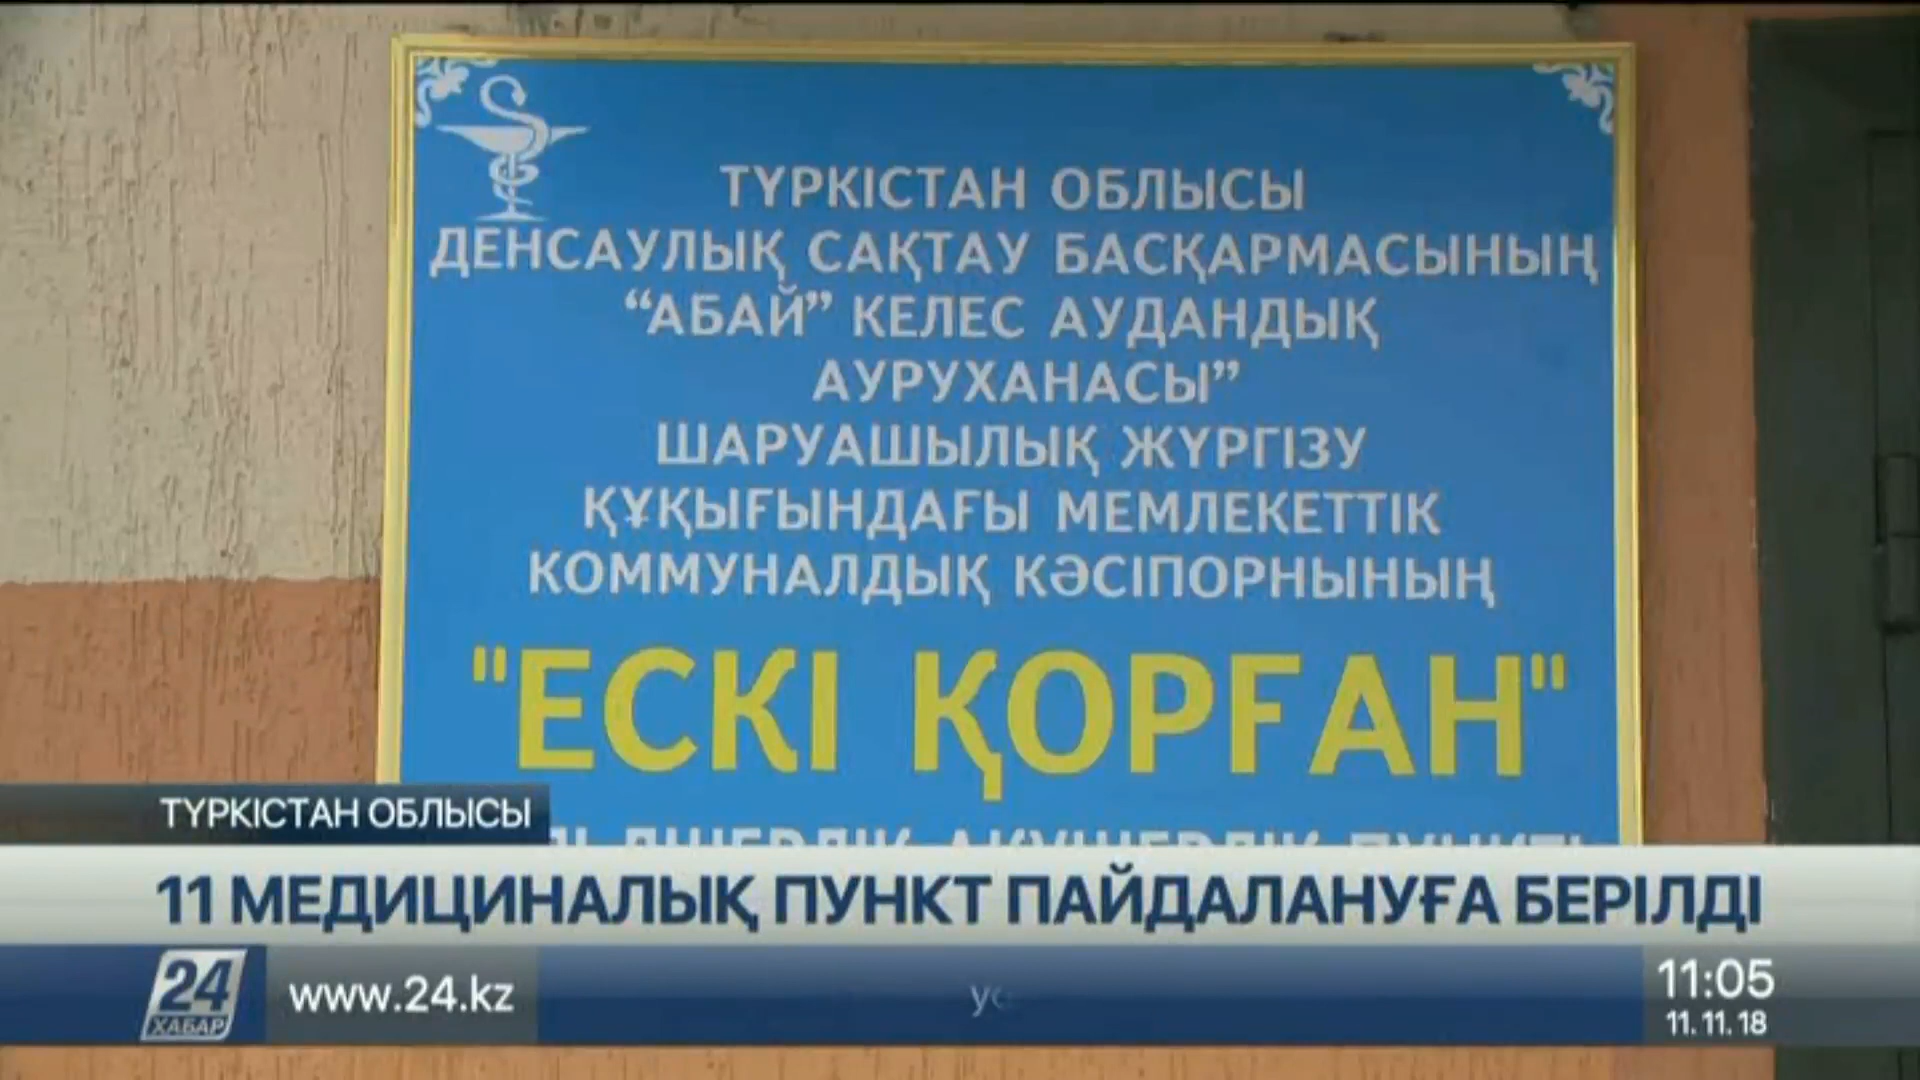 ТҮРКІСТАН ОБЛЫСЫ
ДЕНСАУЛЫҚ САҚТАУ БАСҚАРМАСЫНЫҢ
“АБАЙ” КЕЛЕС АУДАНДЫҚ
АУРУХАНАСЫ”
ШАРУАШЫЛЫҚ ЖҮРГІЗУ
ҚҰҚЫҒЫНДАҒЫ МЕМЛЕКЕТТІК
КОММУНАЛДЫҚ КӘСІПОРНЫНЫҢ
"ЕСКІ ҚОРҒАН"
ТҮРКІСТАН ОБЛЫСЫ
11 МЕДИЦИНАЛЫҚ ПУНКТ ПАЙДАЛАНУҒА БЕРІЛДІ
24
ХАБАР
www.24.kz
11:05
11.11.18